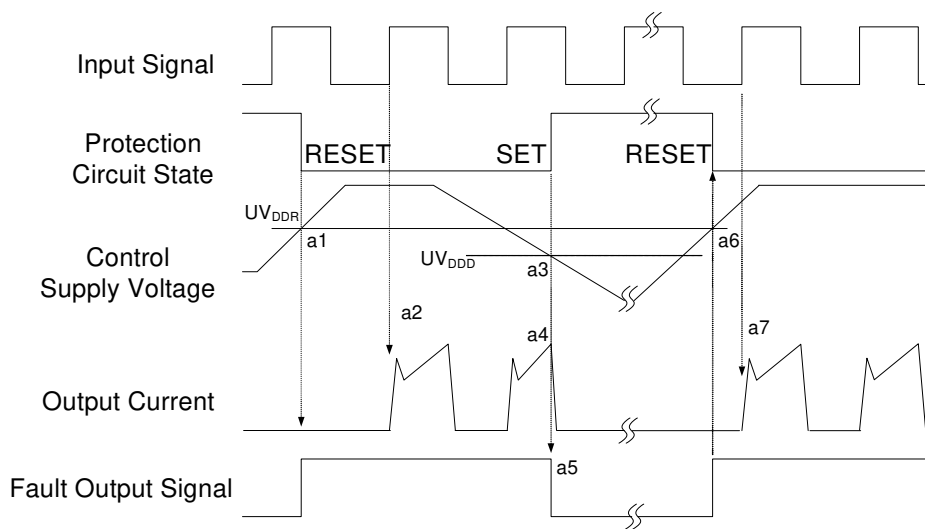 Input Signal
Protection
Circuit State
RESET
SET
RESET
UVDDR
a1
a6
Control
Supply Voltage
UVDDD
a3
a2
a4
a7
Output Current
a5
Fault Output Signal